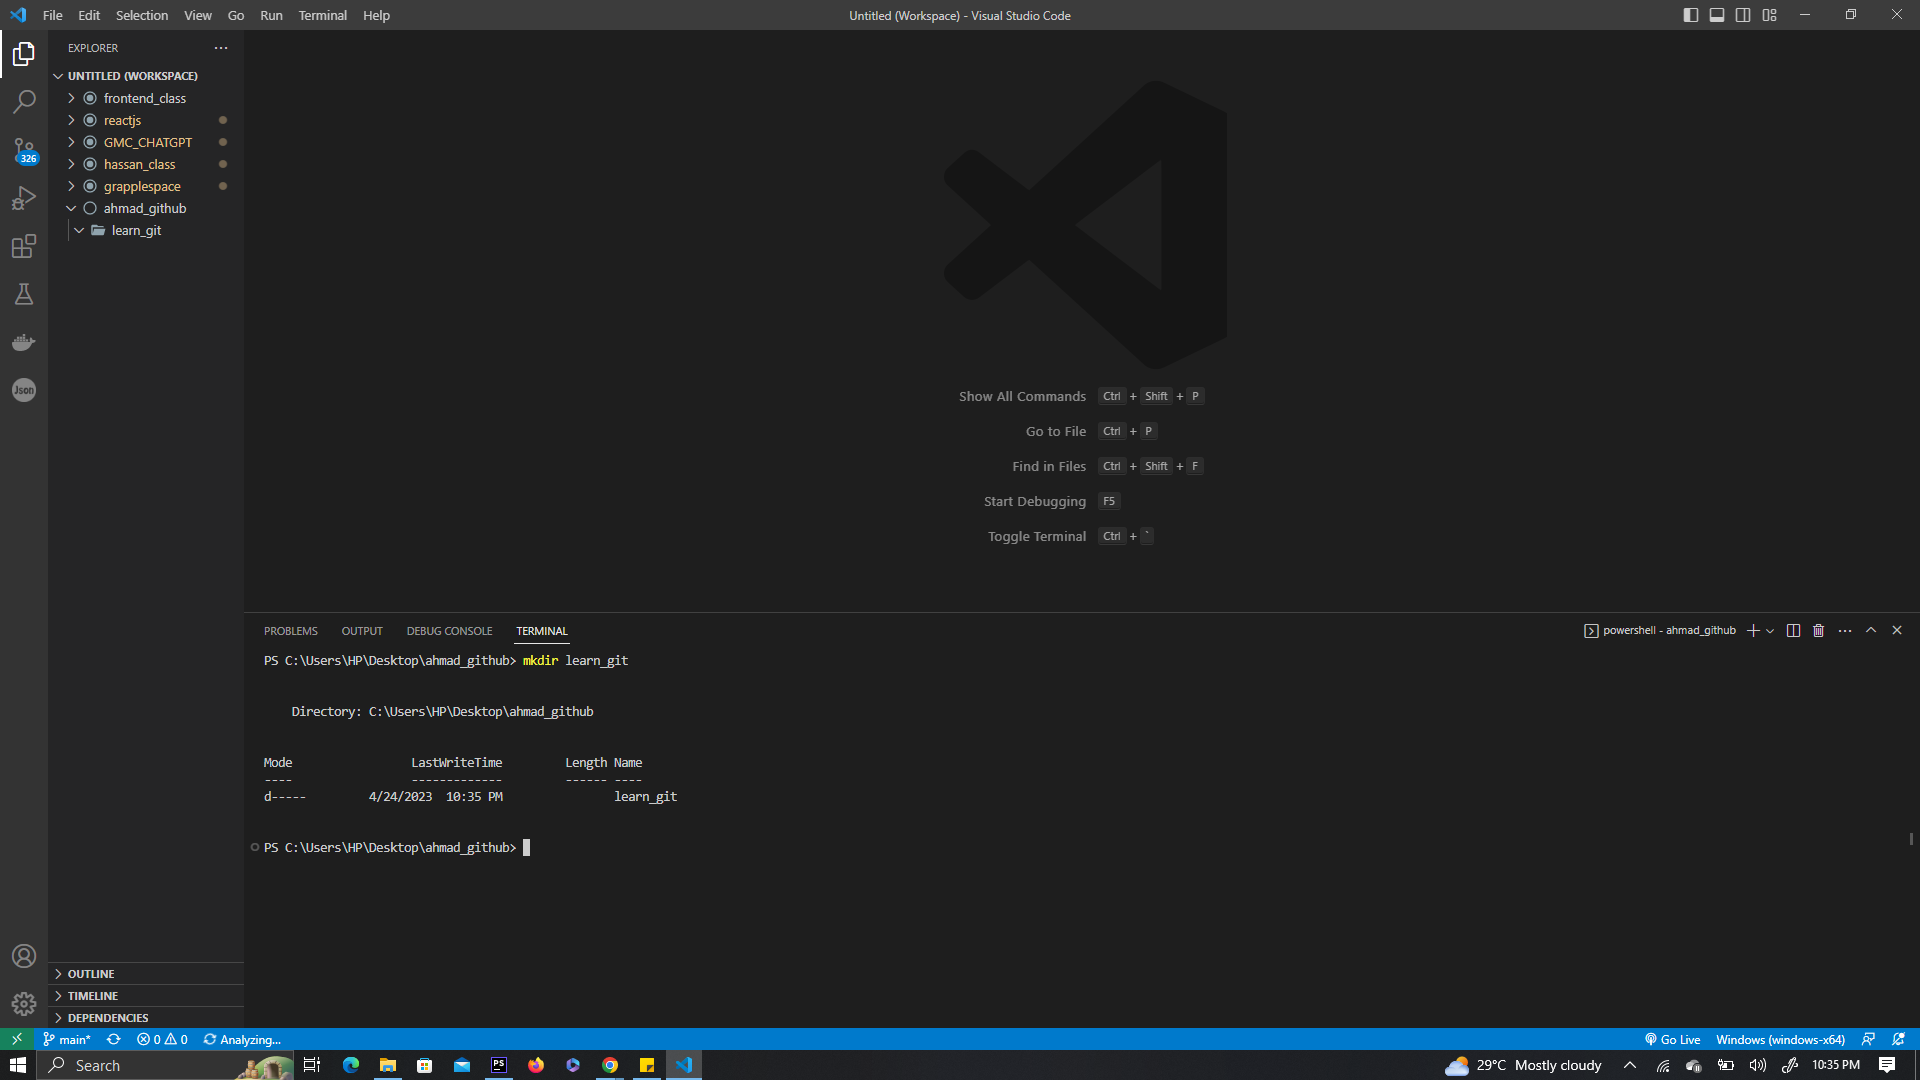 File Edit Selection View Go Run Terminal Help
Untitled (Workspace) - Visual Studio Code
EXPLORER
UNTITLED (WORKSPACE)
frontend_class
reactjs
GMC_CHATGPT
326
hassan_class
grapplespace
ahmad_github
learn_git
Json
Show All Commands Ctrl + Shift + P
Go to File Ctrl + P
Find in Files Ctrl + Shift + F
Start Debugging F5
Toggle Terminal Ctrl + `
PROBLEMS OUTPUT DEBUG CONSOLE TERMINAL
powershell - ahmad_github
PS C:\Users\HP\Desktop\ahmad_github> mkdir learn_git
Directory: C:\Users\HP\Desktop\ahmad_github
Mode LastWriteTime Length Name
---- ------------- ------ ----
d----- 4/24/2023 10:35 PM learn_git
PS C:\Users\HP\Desktop\ahmad_github>
OUTLINE
TIMELINE
DEPENDENCIES
main* 0 0 Analyzing...
Go Live Windows (windows-x64)
Search
PS
29°C Mostly cloudy
10:35 PM